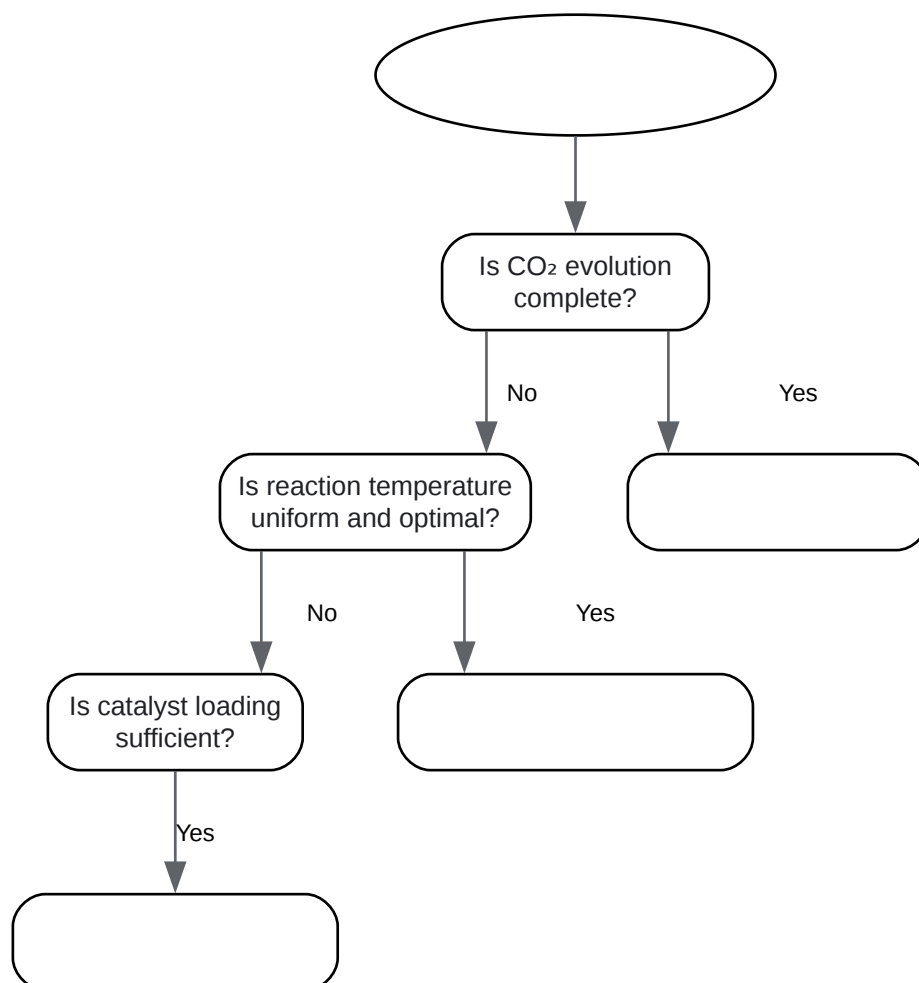 Is CO₂ evolution
complete?
No
Yes
Is reaction temperature
uniform and optimal?
No
Yes
Is catalyst loading
sufficient?
Yes